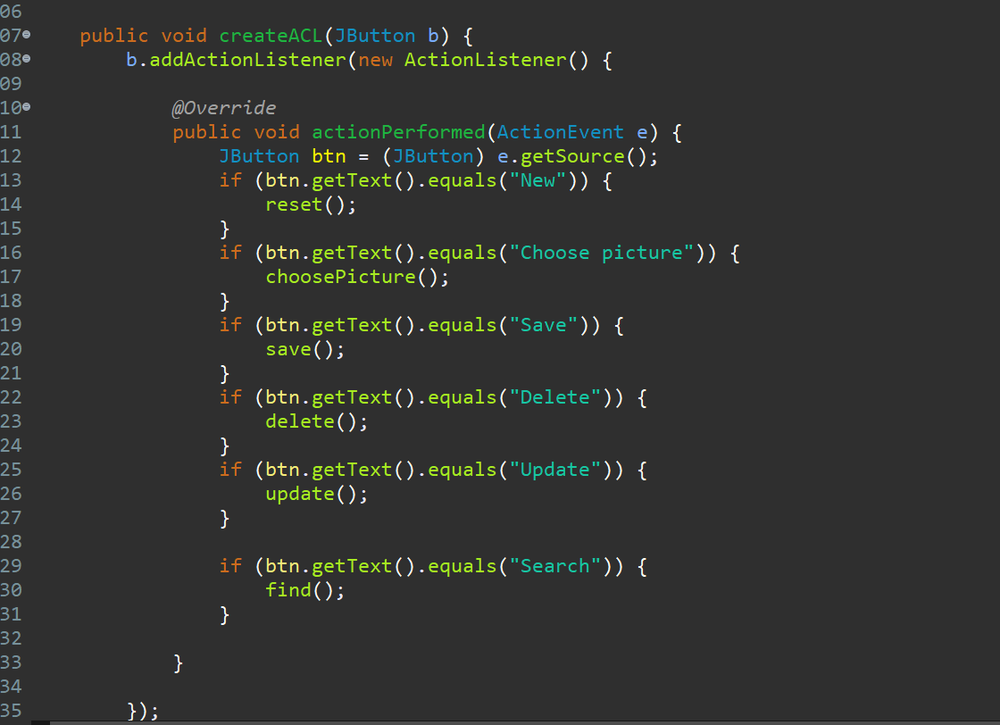 06
07    public void createACL(JButton b) {
08        b.addActionListener(new ActionListener() {
09
10            @Override
11            public void actionPerformed(ActionEvent e) {
12                JButton btn = (JButton) e.getSource();
13                if (btn.getText().equals("New")) {
14                    reset();
15                }
16                if (btn.getText().equals("Choose picture")) {
17                    choosePicture();
18                }
19                if (btn.getText().equals("Save")) {
20                    save();
21                }
22                if (btn.getText().equals("Delete")) {
23                    delete();
24                }
25                if (btn.getText().equals("Update")) {
26                    update();
27                }
28
29                if (btn.getText().equals("Search")) {
30                    find();
31                }
32
33            }
34
35        });